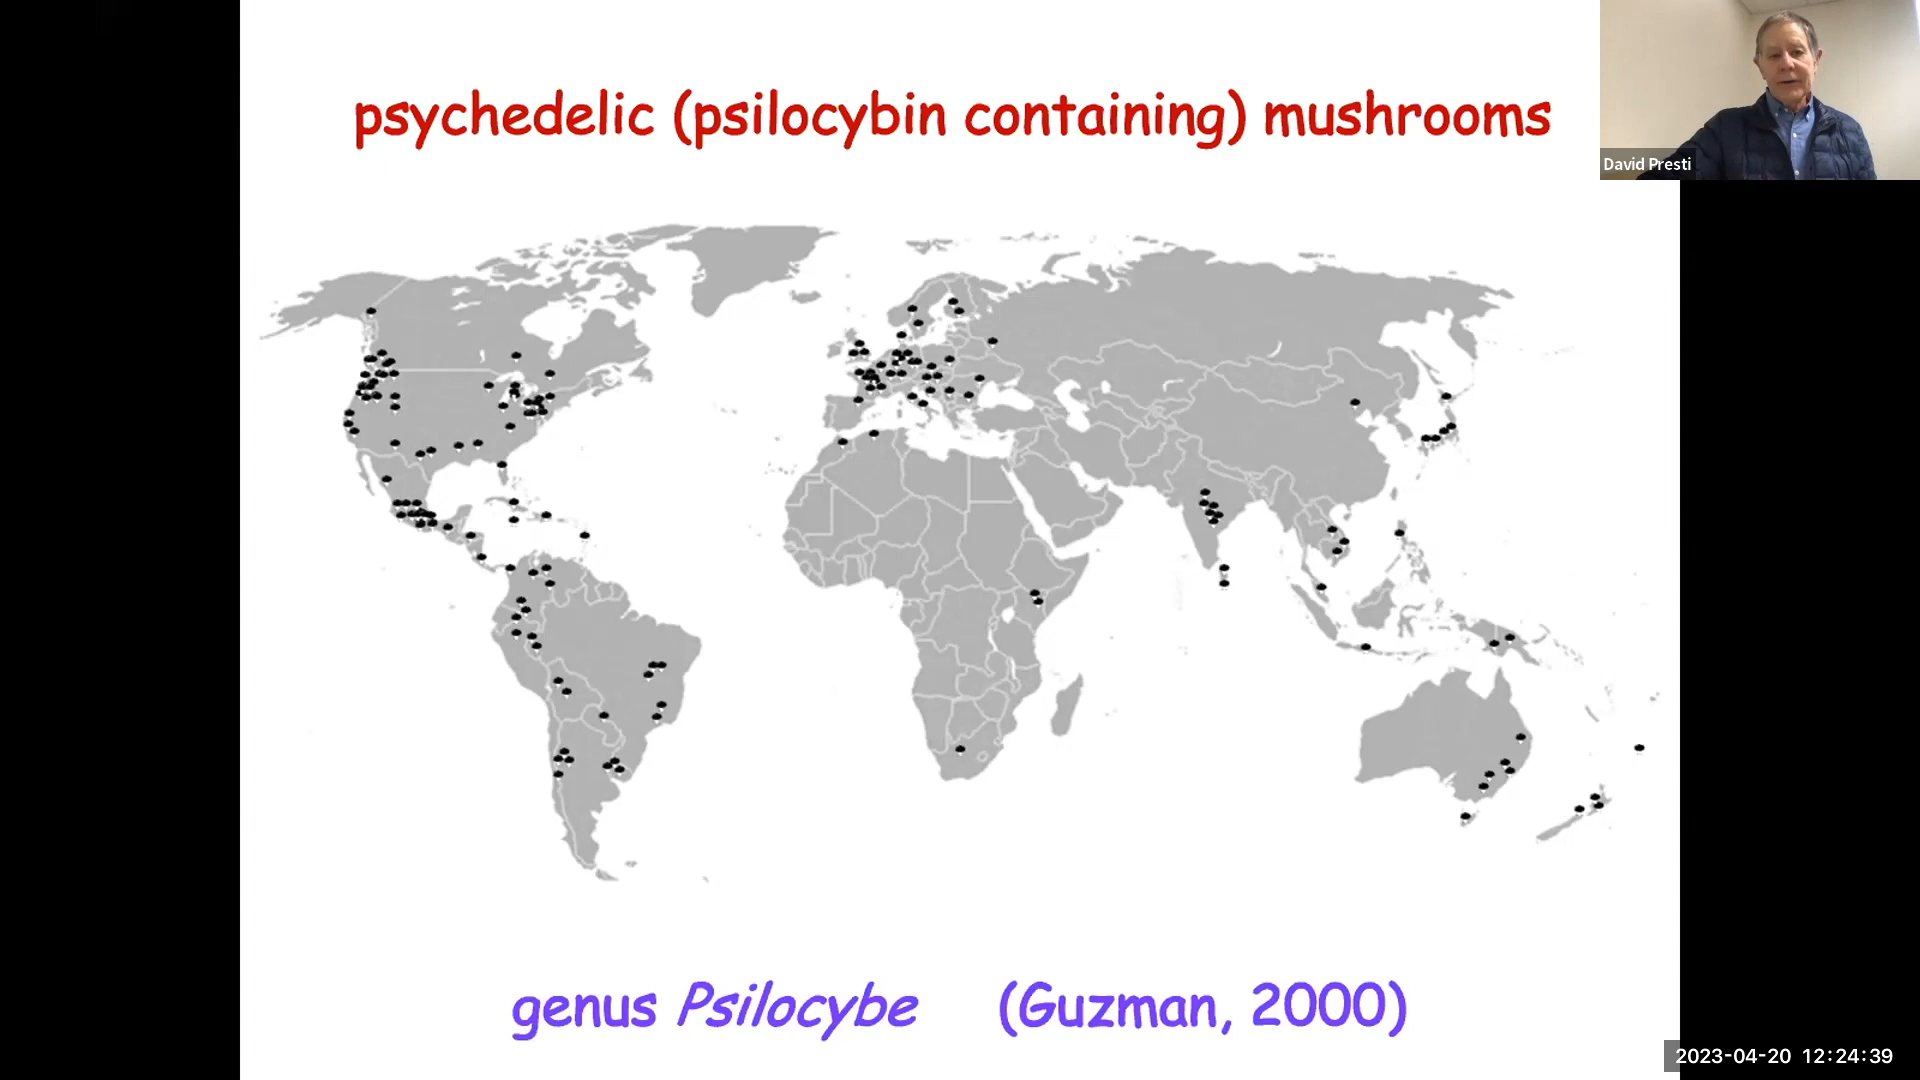 psychedelic (psilocybin containing) mushrooms
David Presti
genus Psilocybe (Guzman, 2000)
2023-04-20 12:24:39